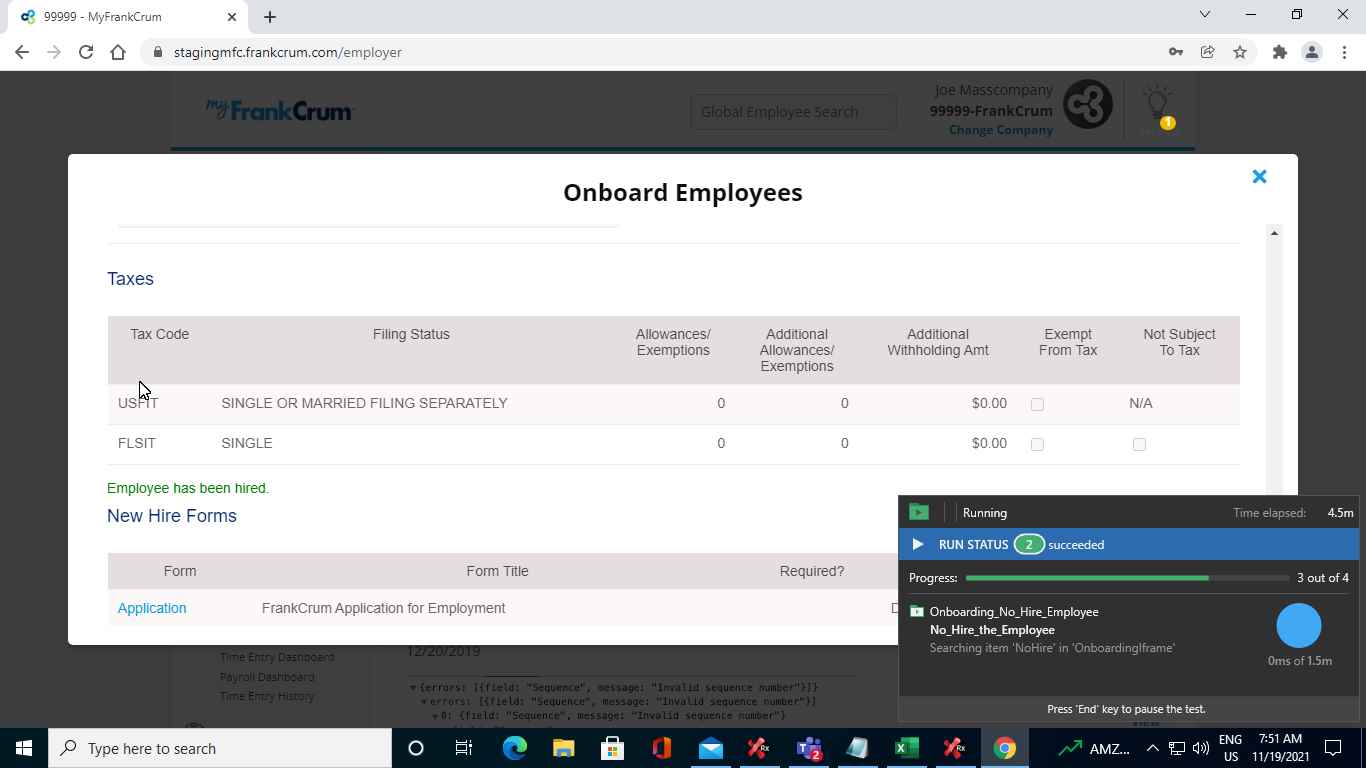 99999 - MyFrankCrum
stagingmfc.frankcrum.com/employer
my FrankCrum
Global Employee Search
Joe Masscompany
99999-FrankCrum
Change Company
1
Onboard Employees
Taxes
Tax Code Filing Status Allowances/ Exemptions Additional Allowances/ Exemptions Additional Withholding Amt Exempt From Tax Not Subject To Tax
USFIT SINGLE OR MARRIED FILING SEPARATELY 0 0 $0.00 N/A
FLSIT SINGLE 0 0 $0.00
Employee has been hired.
New Hire Forms
Form Form Title Required?
Application FrankCrum Application for Employment
Running Time elapsed: 4.5m
RUN STATUS 2 succeeded
Progress: 3 out of 4
Onboarding_No_Hire_Employee
No_Hire_the_Employee
Searching item 'NoHire' in 'OnboardingIframe'
0ms of 1.5m
Press 'End' key to pause the test.
Time Entry Dashboard
Payroll Dashboard
Time Entry History
12/20/2019
{errors: [{field: "Sequence", message: "Invalid sequence number"}]}
errors: [{field: "Sequence", message: "Invalid sequence number"}]
0: {field: "Sequence", message: "Invalid sequence number"}
Type here to search
2
AMZ...
ENG
US
7:51 AM
11/19/2021